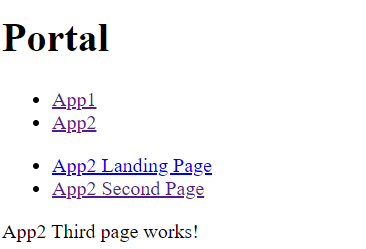 Portal
App1
App2
App2 Landing Page
App2 Second Page
App2 Third page works!